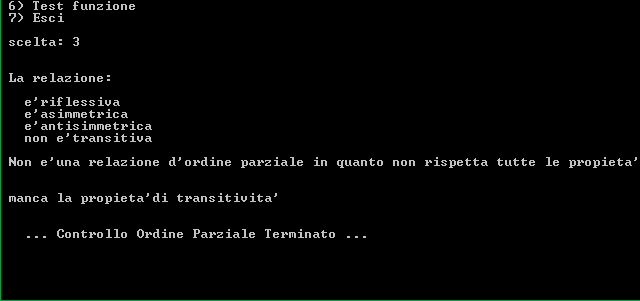 6) Test funzione
7) Esci
scelta: 3
La relazione:
e'riflessiva
e'asimmetrica
e'antisimmetrica
non e'transitiva
Non e'una relazione d'ordine parziale in quanto non rispetta tutte le propieta'
manca la propieta'di transitivita'
... Controllo Ordine Parziale Terminato ...